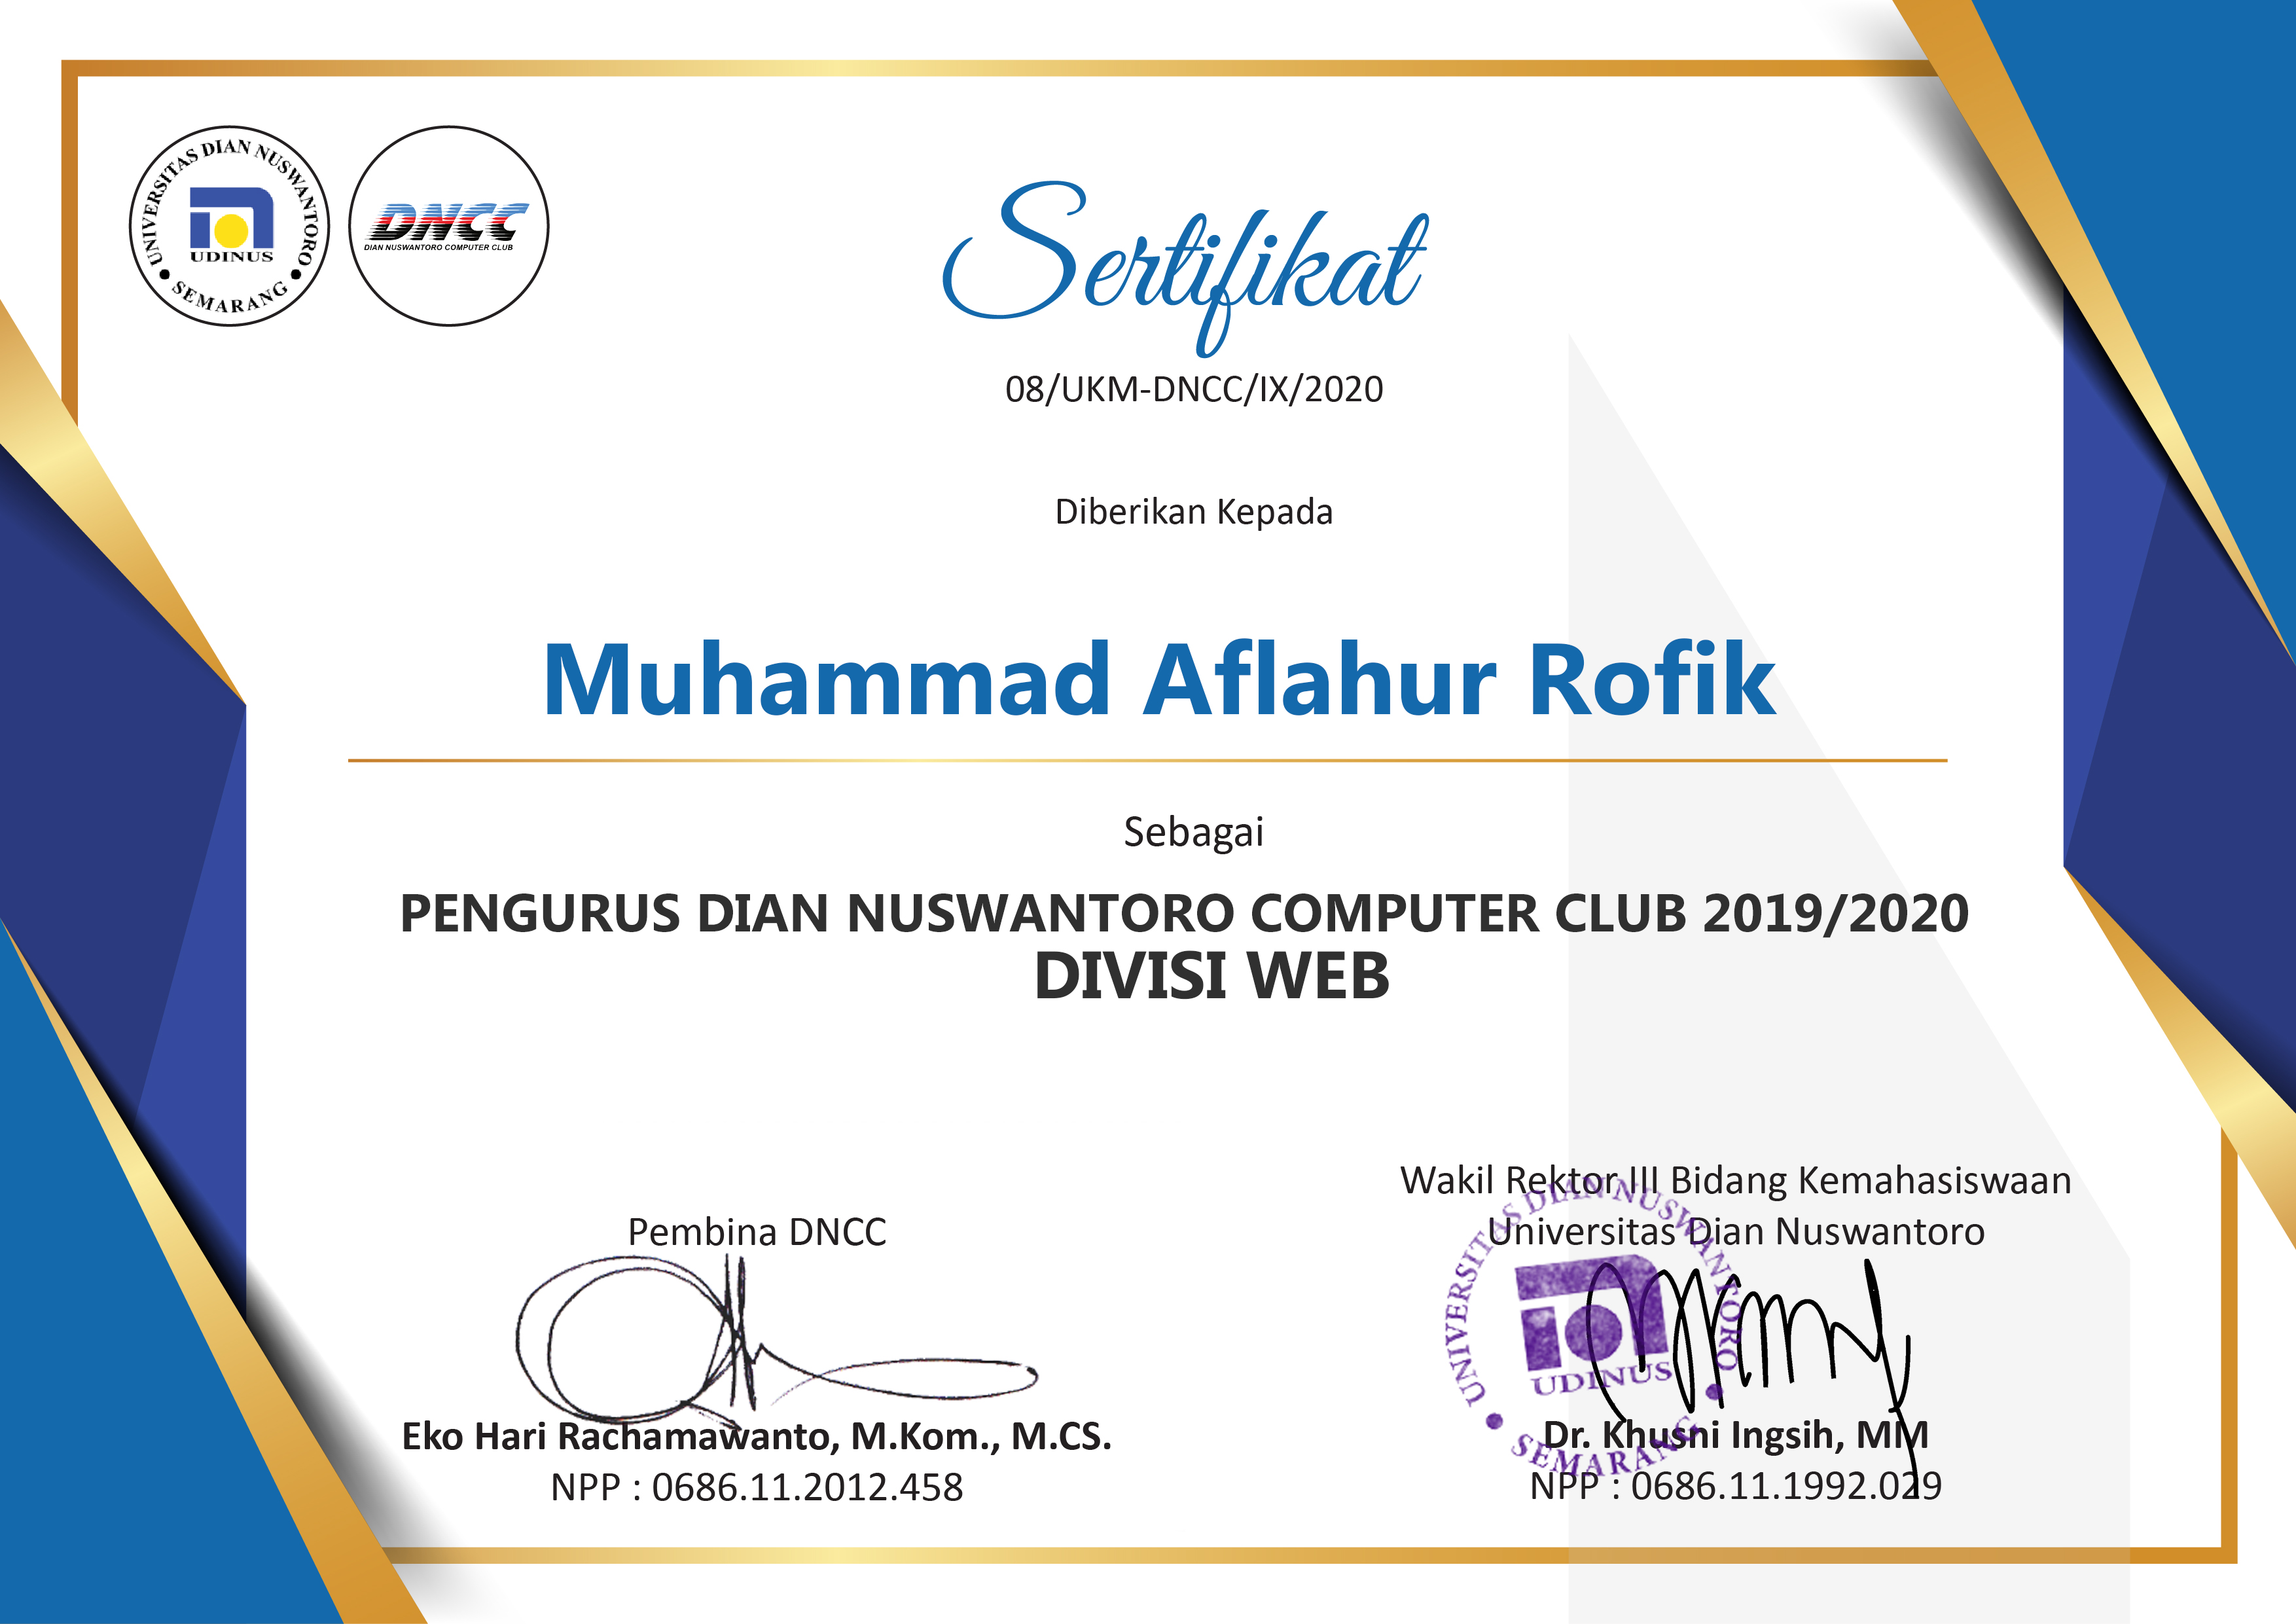 UNIVERSITAS DIAN NUSWANTORO
UDINUS
SEMARANG
DNCC
DIAN NUSWANTORO COMPUTER CLUB
Sertifikat
08/UKM-DNCC/IX/2020
Diberikan Kepada
Muhammad Aflahur Rofik
Sebagai
PENGURUS DIAN NUSWANTORO COMPUTER CLUB 2019/2020
DIVISI WEB
Pembina DNCC
Eko Hari Rachamawanto, M.Kom., M.CS.
NPP : 0686.11.2012.458
Wakil Rektor III Bidang Kemahasiswaan
Universitas Dian Nuswantoro
UNIVERSITAS DIAN NUSWANTORO
UDINUS
SEMARANG
Dr. Khusni Ingsih, MM
NPP : 0686.11.1992.029